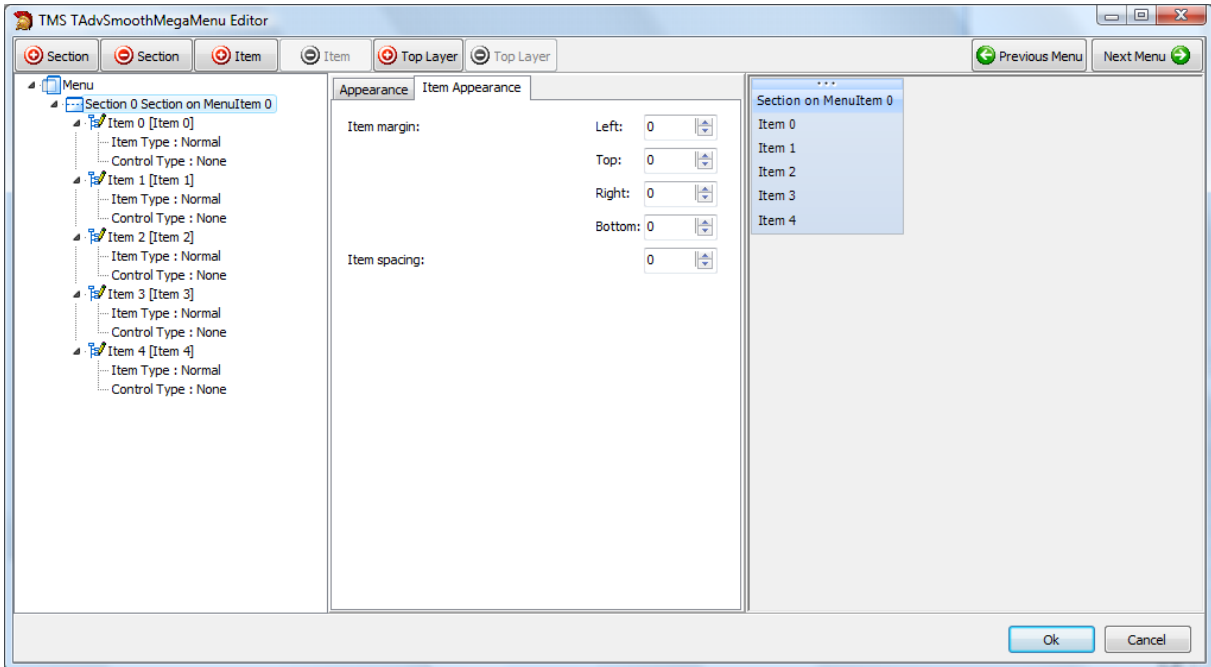 TMS TAdvSmoothMegaMenu Editor
Section Section Item Item Top Layer Top Layer Previous Menu Next Menu
Menu
Section 0 Section on MenuItem 0
Item 0 [Item 0]
Item Type : Normal
Control Type : None
Item 1 [Item 1]
Item Type : Normal
Control Type : None
Item 2 [Item 2]
Item Type : Normal
Control Type : None
Item 3 [Item 3]
Item Type : Normal
Control Type : None
Item 4 [Item 4]
Item Type : Normal
Control Type : None
Appearance Item Appearance
Item margin: Left: 0
Top: 0
Right: 0
Bottom: 0
Item spacing: 0
Section on MenuItem 0
Item 0
Item 1
Item 2
Item 3
Item 4
Ok Cancel